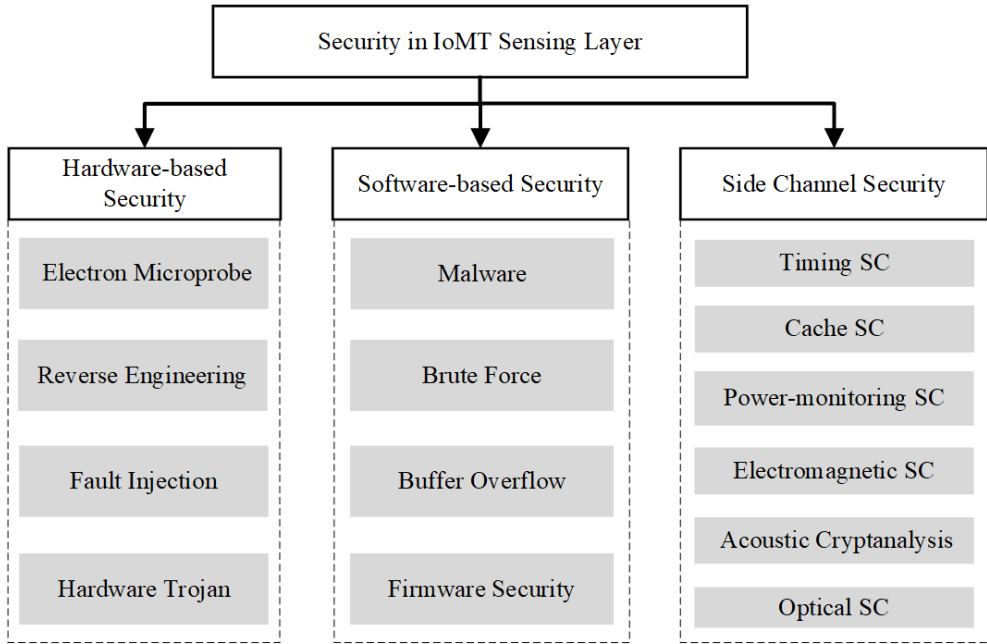 Security in IoMT Sensing Layer
Hardware-based
Security
Electron Microprobe
Reverse Engineering
Fault Injection
Hardware Trojan
Software-based Security
Malware
Brute Force
Buffer Overflow
Firmware Security
Side Channel Security
Timing SC
Cache SC
Power-monitoring SC
Electromagnetic SC
Acoustic Cryptanalysis
Optical SC